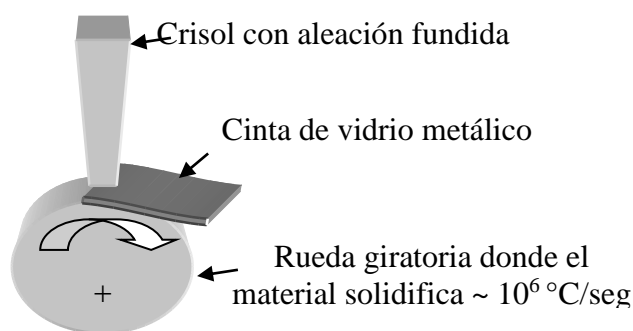 Crisol con aleación fundida
Cinta de vidrio metálico
Rueda giratoria donde el
material solidifica ~ 10⁶ °C/seg
+